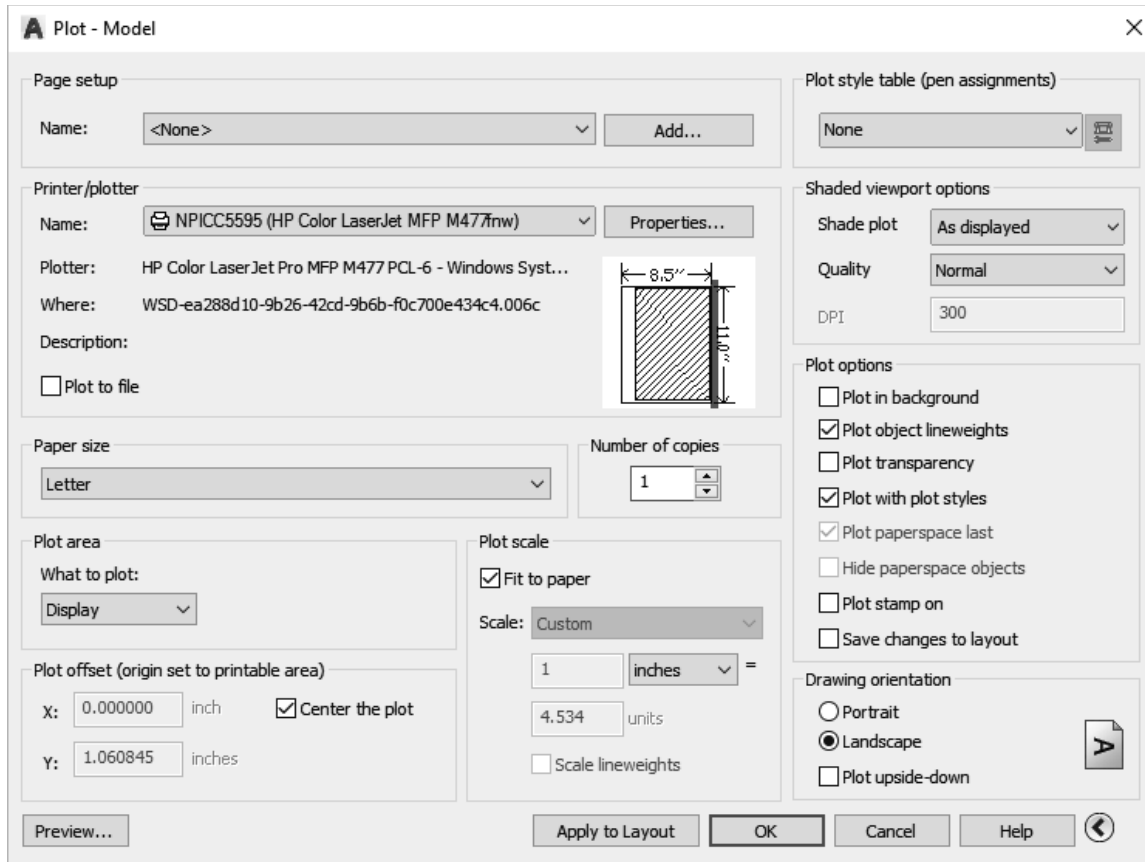 Plot - Model
Page setup
Name: <None> Add...
Plot style table (pen assignments)
None
Printer/plotter
Name: NPICC5595 (HP Color LaserJet MFP M477fnw) Properties...
Plotter: HP Color LaserJet Pro MFP M477 PCL-6 - Windows Syst...
Where: WSD-ea288d10-9b26-42cd-9b6b-f0c700e434c4.006c
Description:
Plot to file
8.5″
11.0″
Shaded viewport options
Shade plot As displayed
Quality Normal
DPI 300
Paper size
Letter
Number of copies
1
Plot options
Plot in background
Plot object lineweights
Plot transparency
Plot with plot styles
Plot paperspace last
Hide paperspace objects
Plot stamp on
Save changes to layout
Plot area
What to plot:
Display
Plot scale
Fit to paper
Scale: Custom
1 inches =
4.534 units
Scale lineweights
Plot offset (origin set to printable area)
X: 0.000000 inch Center the plot
Y: 1.060845 inches
Drawing orientation
Portrait
Landscape
Plot upside-down
A
Preview... Apply to Layout OK Cancel Help